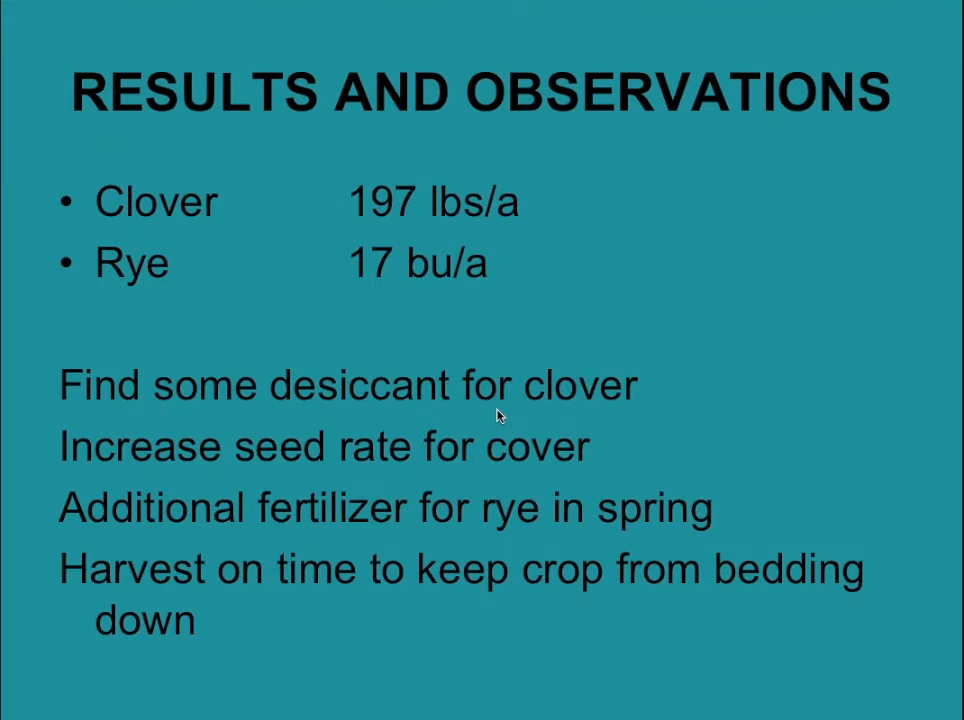 RESULTS AND OBSERVATIONS
• Clover 197 lbs/a
• Rye 17 bu/a
Find some desiccant for clover
Increase seed rate for cover
Additional fertilizer for rye in spring
Harvest on time to keep crop from bedding
down